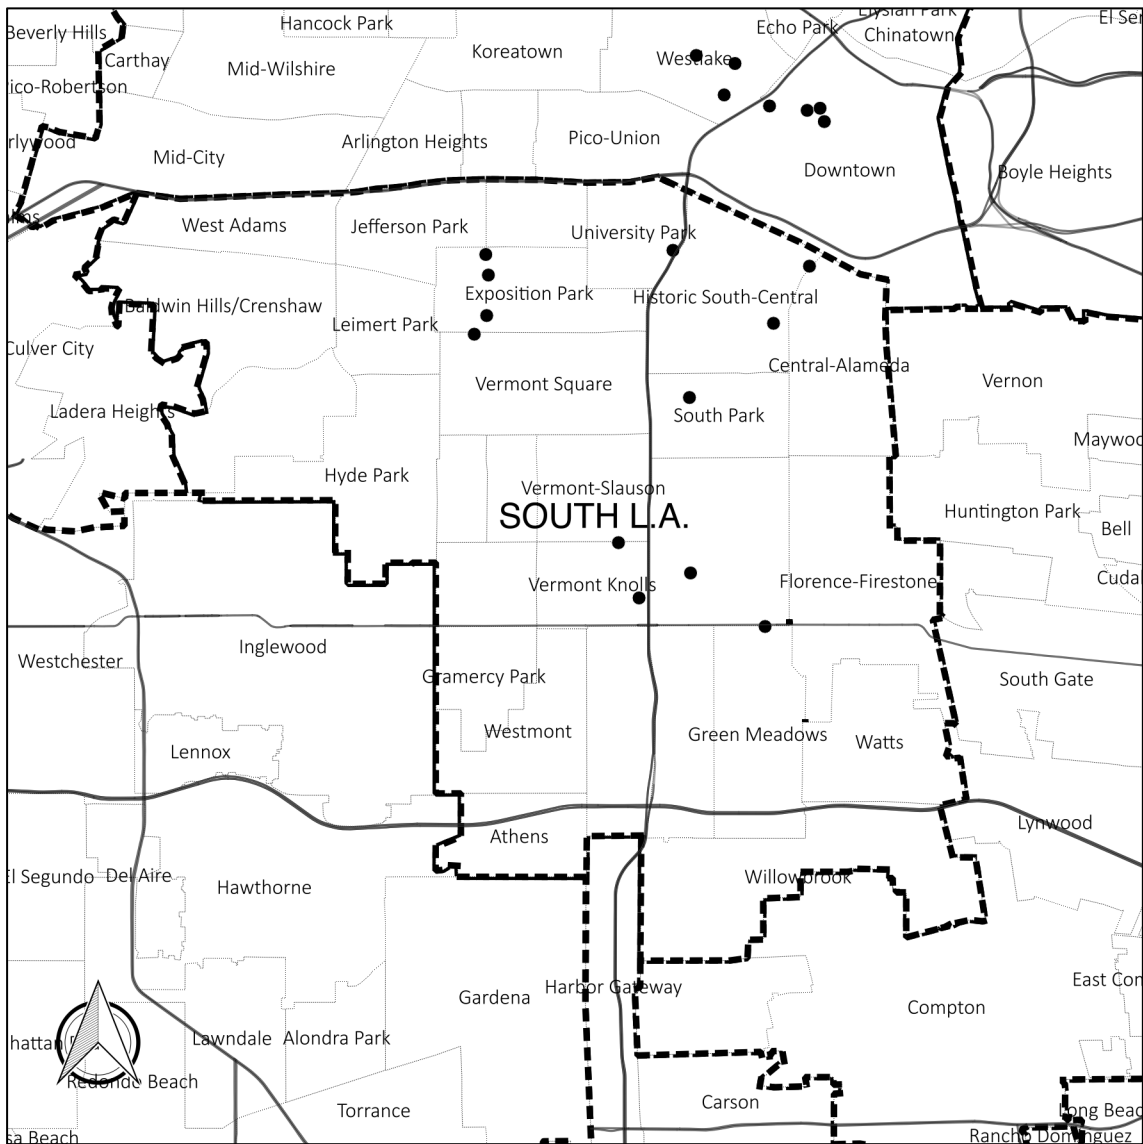 Hancock Park
Echo Park
Elysian Park
El Ser
Beverly Hills
Carthay
Koreatown
Chinatown
Mid-Wilshire
Westlake
ico-Robertson
Arlington Heights
Pico-Union
rlywood
Mid-City
Downtown
Boyle Heights
West Adams
Jefferson Park
University Park
Exposition Park
Historic South-Central
Baldwin Hills/Crenshaw
Leimert Park
Culver City
Central-Alameda
Vernon
Vermont Square
Ladera Heights
South Park
Maywoo
Hyde Park
Vermont-Slauson
SOUTH L.A.
Huntington Park
Bell
Vermont Knolls
Florence-Firestone
Cudal
Inglewood
Westchester
Gramercy Park
South Gate
Westmont
Green Meadows
Watts
Lennox
Athens
Lynwood
El Segundo
Del Aire
Hawthorne
Willowbrook
Gardena
Harbor Gateway
East Com
Compton
Lawndale
Alondra Park
hattan
Redondo Beach
Torrance
Carson
Long Beac
sa Beach
Rancho Dominguez